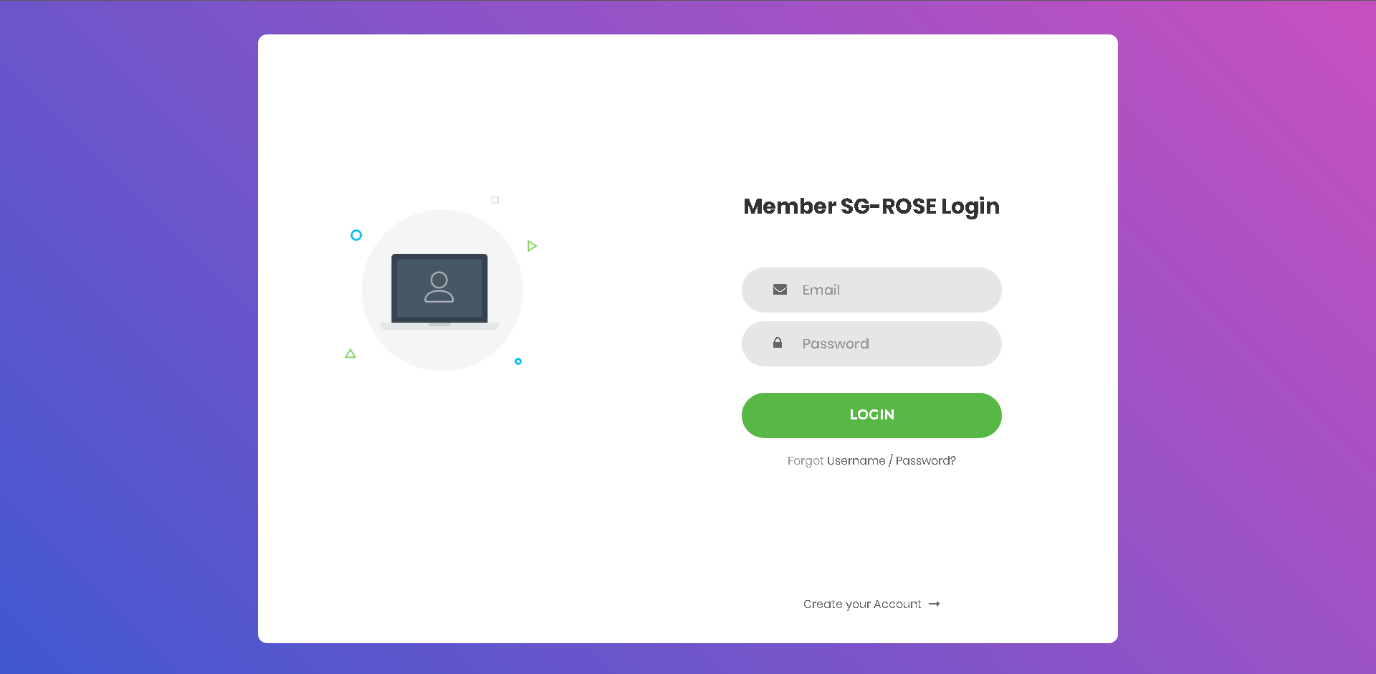 Member SG-ROSE Login
Email
Password
LOGIN
Forgot Username / Password?
Create your Account →